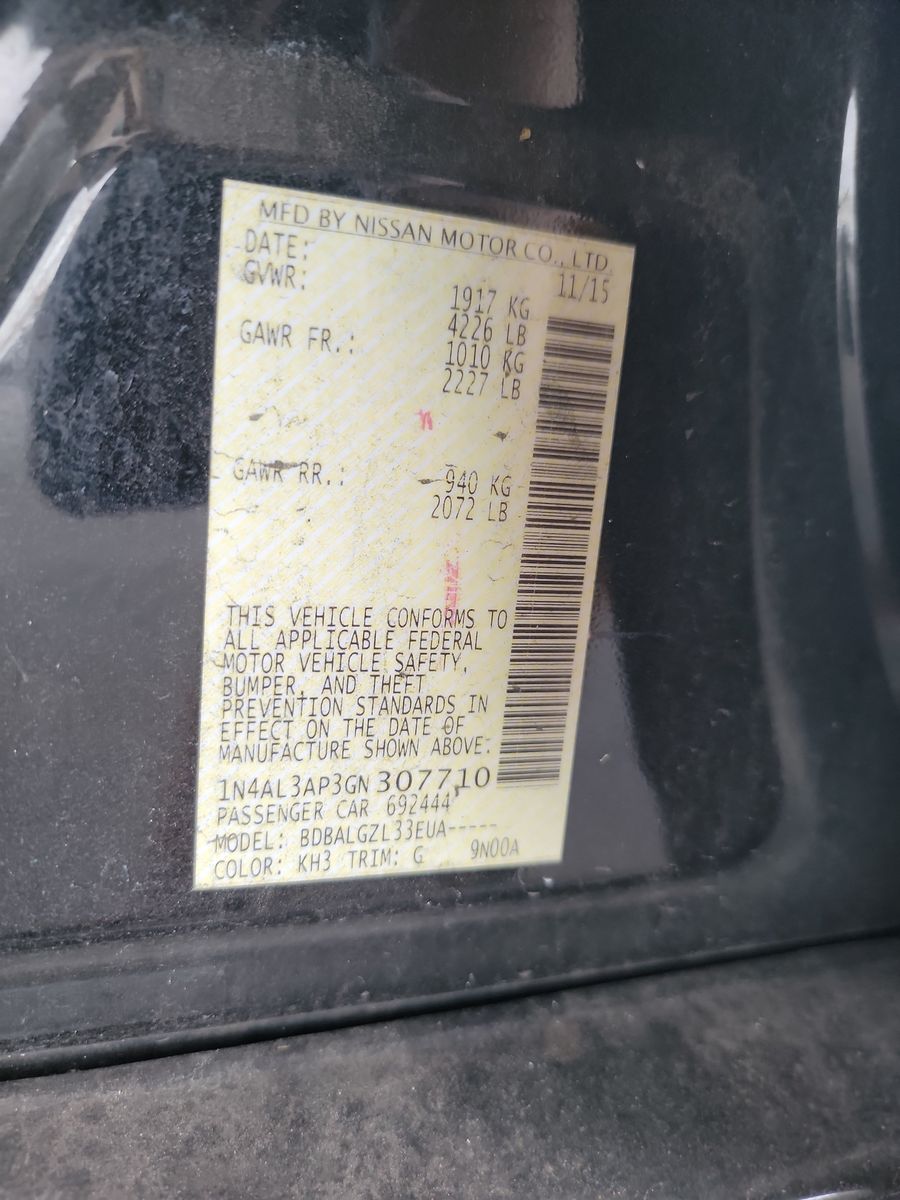 MFD BY NISSAN MOTOR CO., LTD.
DATE: 11/15
GVWR: 1917 KG
4226 LB
GAWR FR.: 1010 KG
2227 LB
GAWR RR.: 940 KG
2072 LB
THIS VEHICLE CONFORMS TO
ALL APPLICABLE FEDERAL
MOTOR VEHICLE SAFETY,
BUMPER, AND THEFT
PREVENTION STANDARDS IN
EFFECT ON THE DATE OF
MANUFACTURE SHOWN ABOVE.
1N4AL3AP3GN307710
PASSENGER CAR 692444
MODEL: BDBALGZL33EUA-----
COLOR: KH3 TRIM: G 9N00A